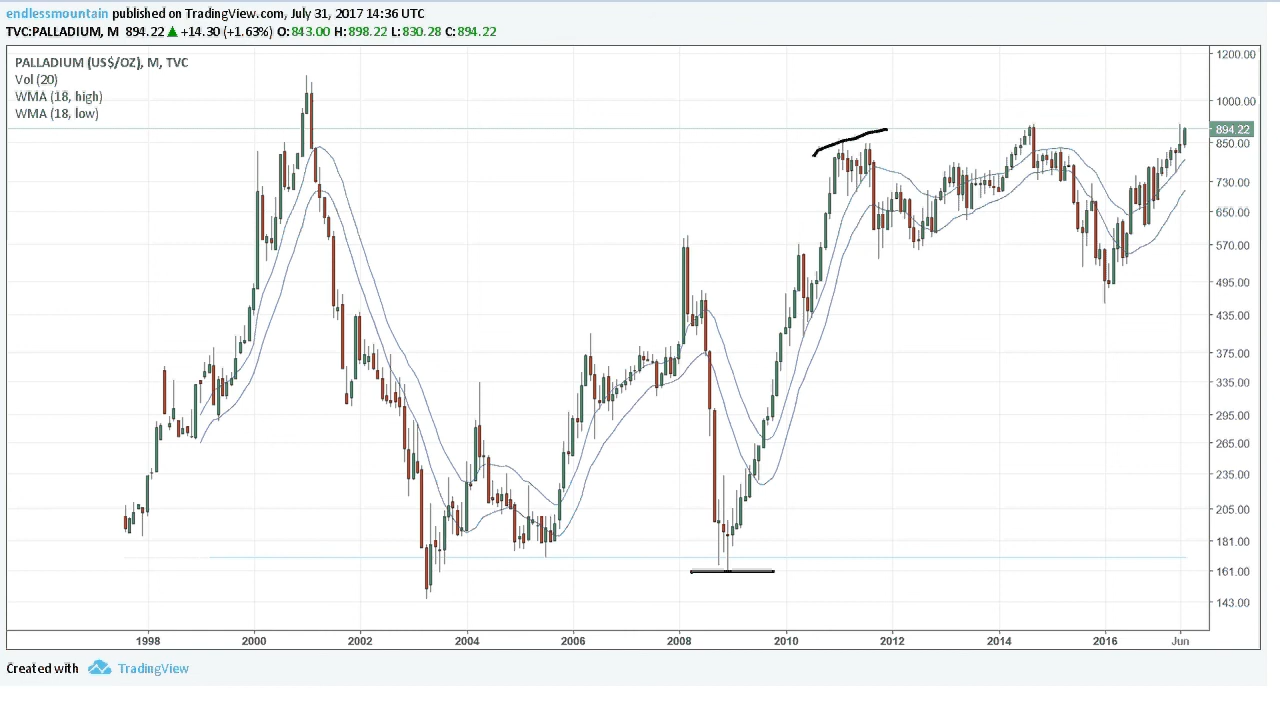 endlessmountain published on TradingView.com, July 31, 2017 14:36 UTC
TVC:PALLADIUM, M 894.22 ▲ +14.30 (+1.63%) O:843.00 H:898.22 L:830.28 C:894.22
PALLADIUM (US$/OZ), M, TVC
Vol (20)
WMA (18, high)
WMA (18, low)
1200.00
1000.00
894.22
850.00
730.00
650.00
570.00
495.00
435.00
375.00
335.00
295.00
265.00
235.00
205.00
181.00
161.00
143.00
1998 2000 2002 2004 2006 2008 2010 2012 2014 2016 Jun
Created with TradingView